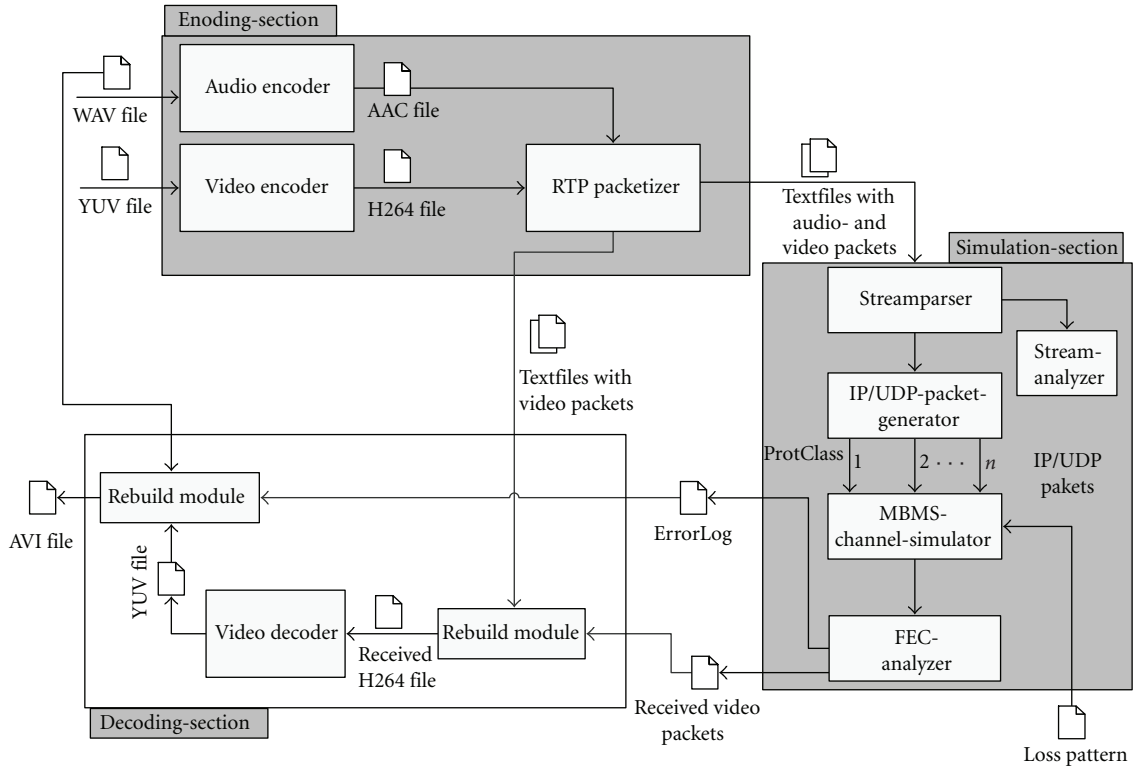 Enoding-section
Audio encoder
WAV file
AAC file
Video encoder
YUV file
H264 file
RTP packetizer
Textfiles with
audio- and
video packets
Simulation-section
Streamparser
Stream-
analyzer
Textfiles with
video packets
IP/UDP-packet-
generator
ProtClass
1
2 · · ·
n
IP/UDP
pakets
Rebuild module
AVI file
ErrorLog
MBMS-
channel-simulator
YUV file
Video decoder
Received
H264 file
Rebuild module
FEC-
analyzer
Received video
packets
Decoding-section
Loss pattern